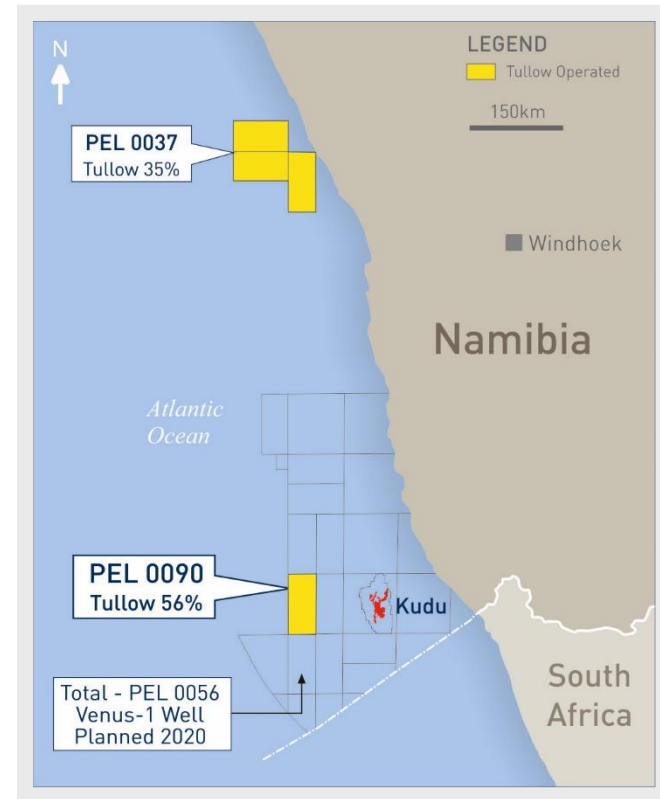 N
LEGEND
Tullow Operated
150km
PEL 0037
Tullow 35%
Windhoek
Namibia
Atlantic
Ocean
PEL 0090
Tullow 56%
Kudu
Total - PEL 0056
Venus-1 Well
Planned 2020
South
Africa